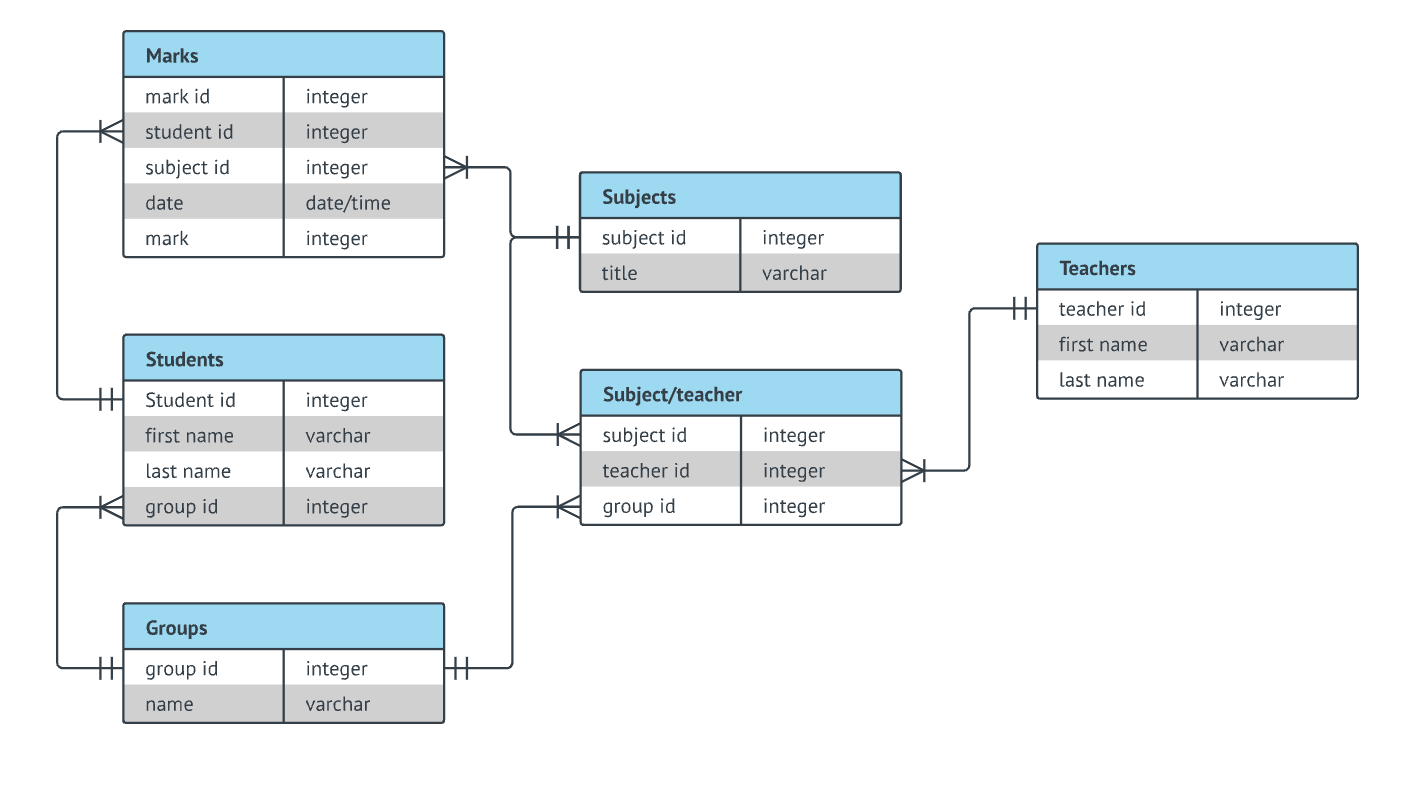 Marks
mark id integer
student id integer
subject id integer
date date/time
mark integer
Students
Student id integer
first name varchar
last name varchar
group id integer
Groups
group id integer
name varchar
Subjects
subject id integer
title varchar
Subject/teacher
subject id integer
teacher id integer
group id integer
Teachers
teacher id integer
first name varchar
last name varchar